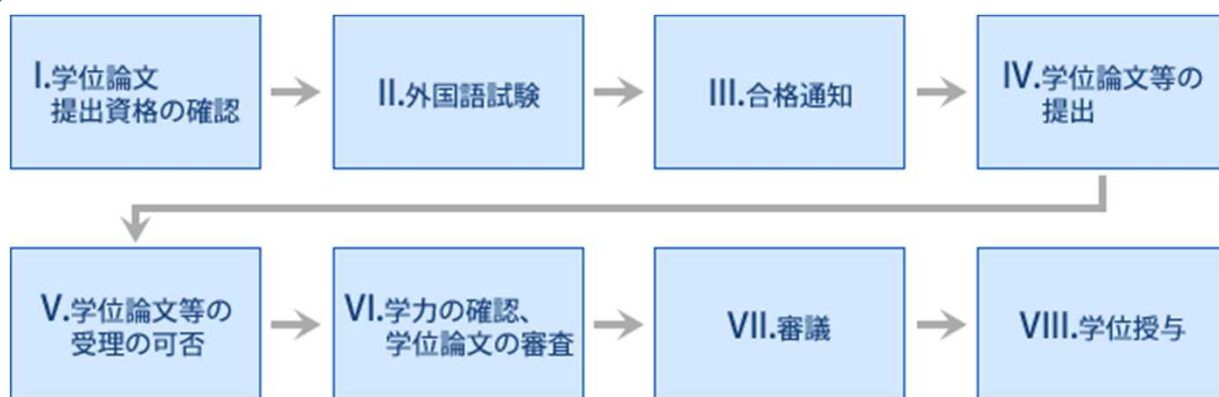 I.学位論文
提出資格の確認
II.外国語試験
III.合格通知
IV.学位論文等の
提出
V.学位論文等の
受理の可否
VI.学力の確認、
学位論文の審査
VII.審議
VIII.学位授与